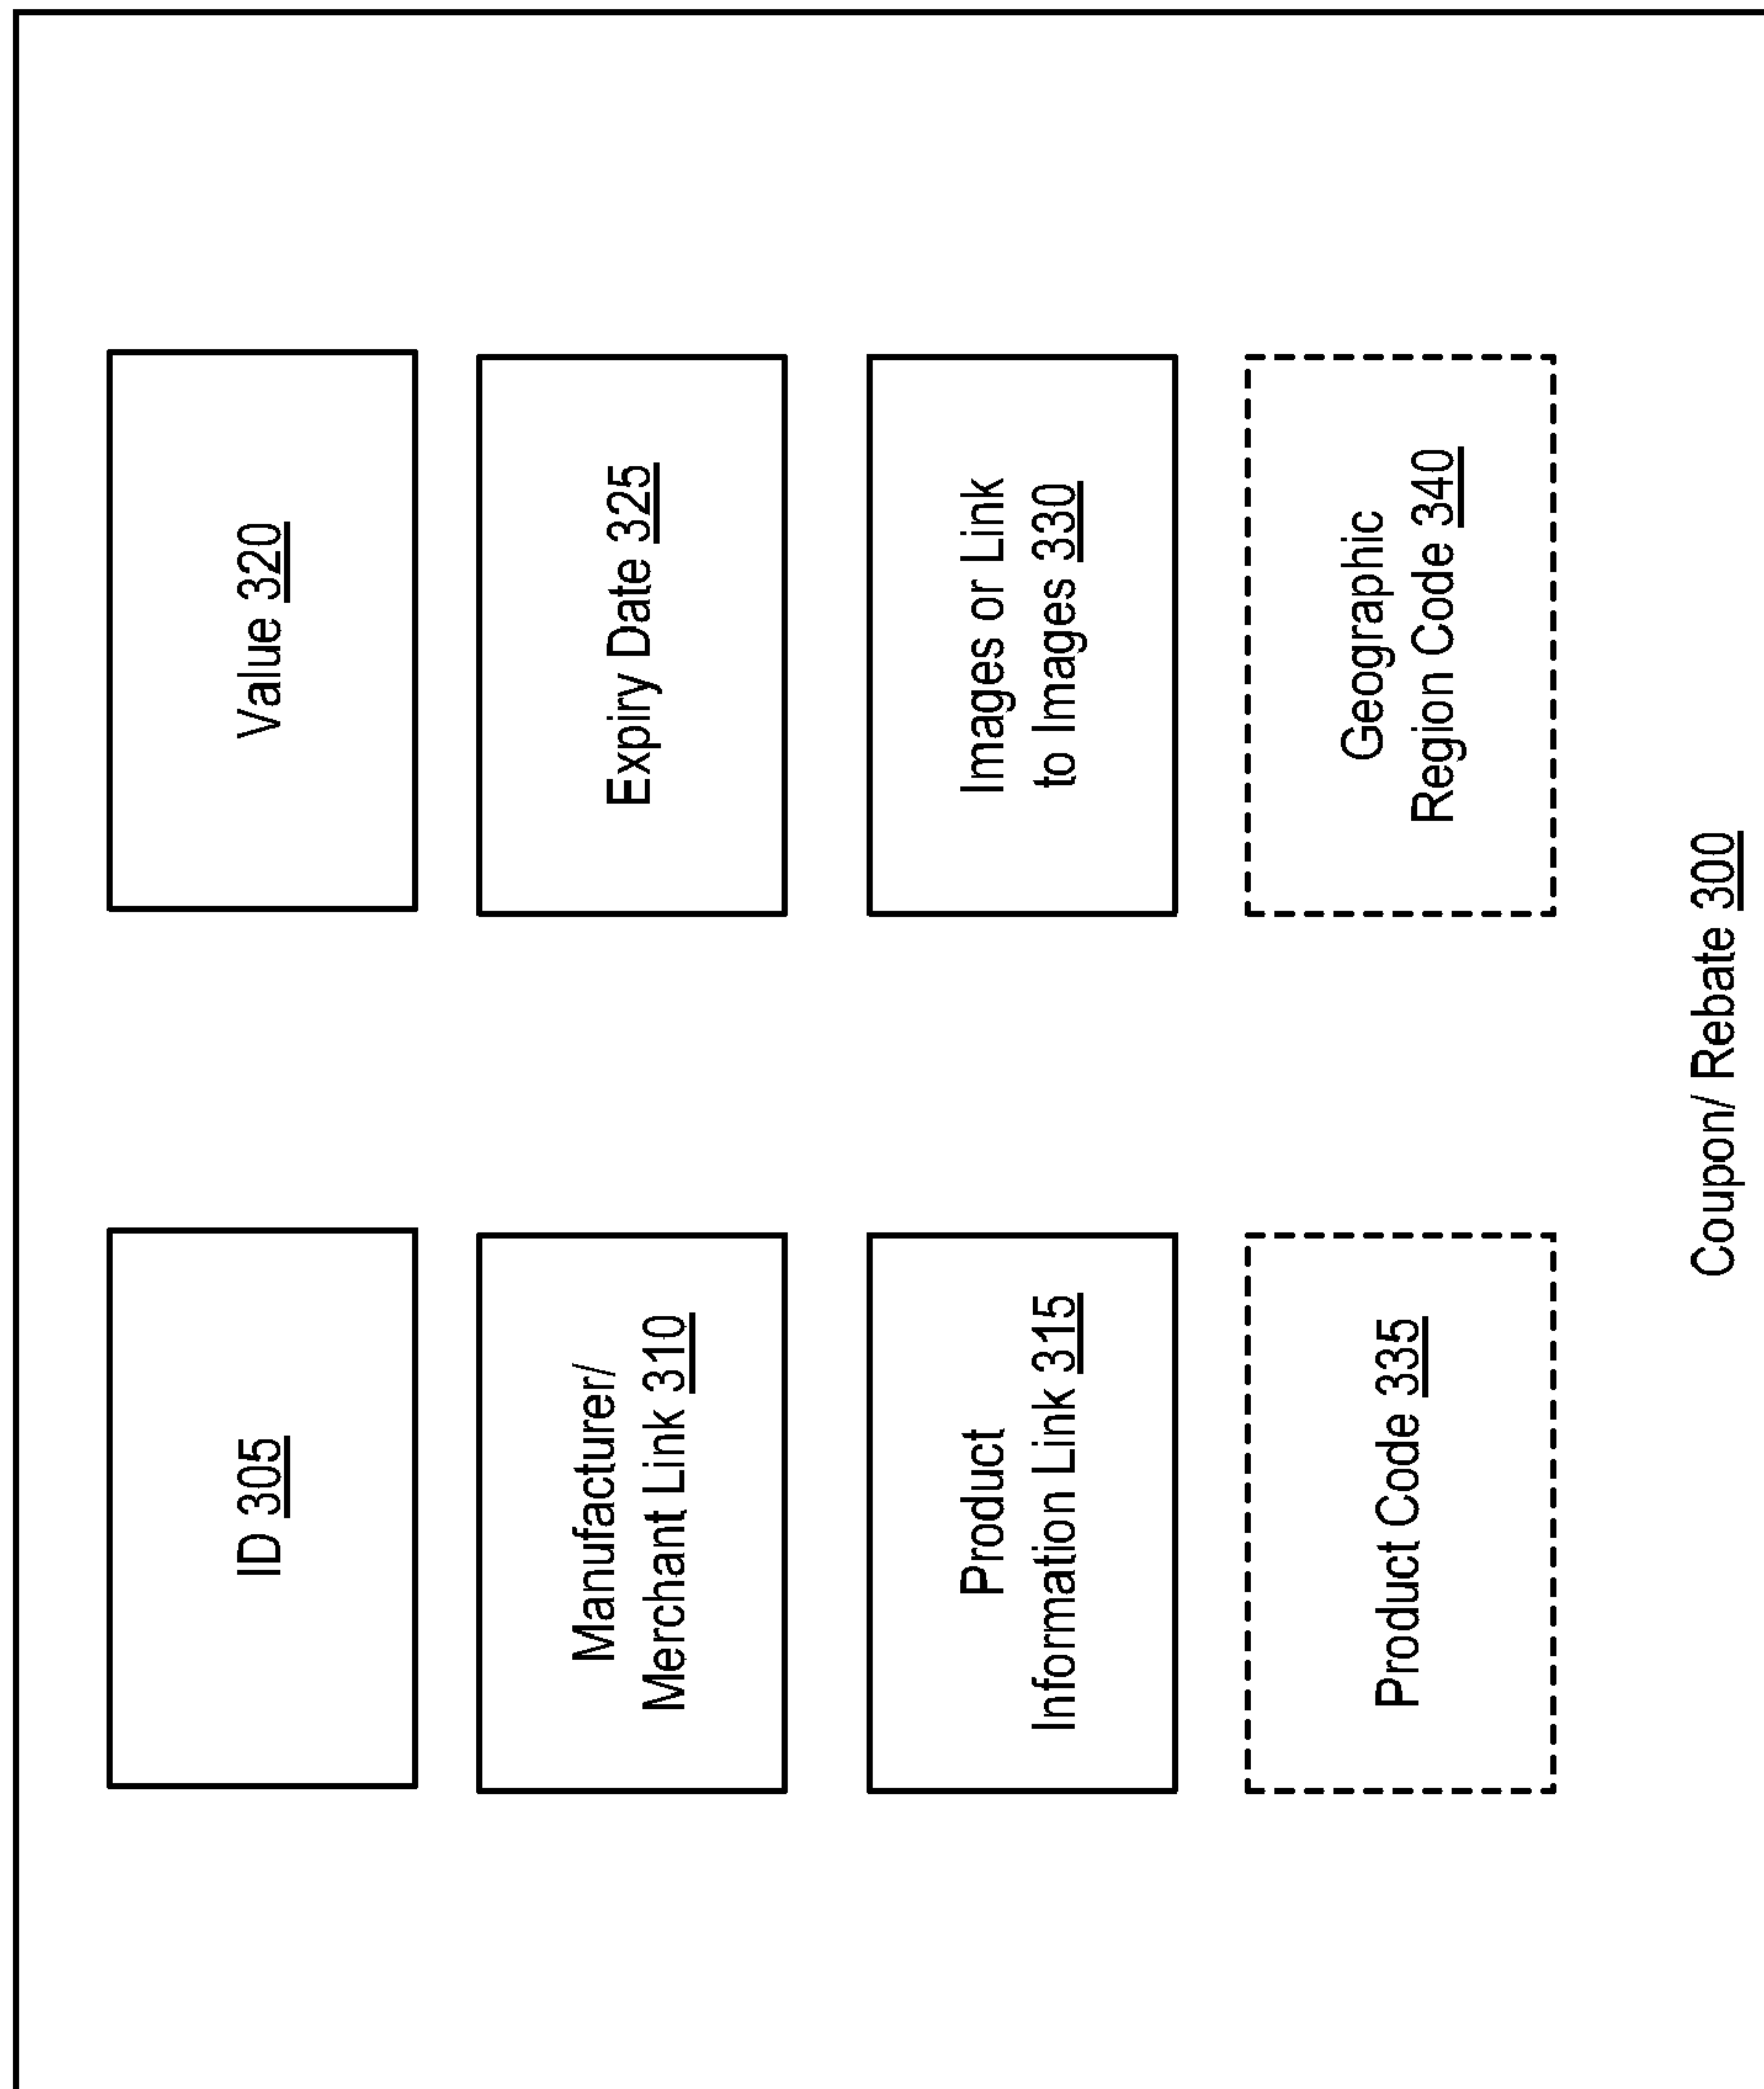 ID 305
Manufacturer/
Merchant Link 310
Product
Information Link 315
Product Code 335
Value 320
Expiry Date 325
Images or Link
to Images 330
Geographic
Region Code 340
Coupon/ Rebate 300